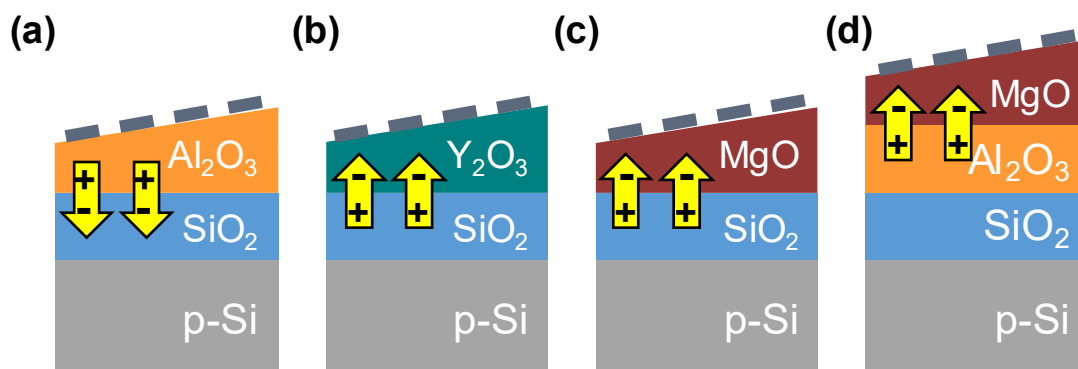 (a)
Al₂O₃
+ +
- -
SiO₂
p-Si
(b)
Y₂O₃
- -
+ +
SiO₂
p-Si
(c)
MgO
- -
+ +
SiO₂
p-Si
(d)
MgO
- -
+ +
Al₂O₃
SiO₂
p-Si